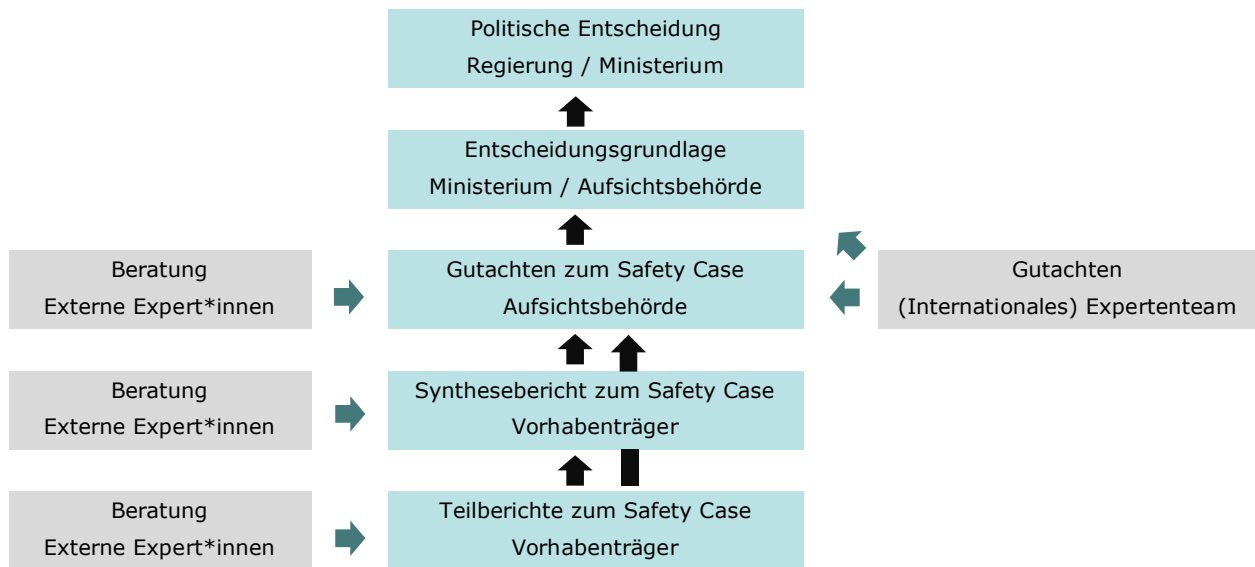 Politische Entscheidung
Regierung / Ministerium
Entscheidungsgrundlage
Ministerium / Aufsichtsbehörde
Beratung
Externe Expert*innen
Gutachten zum Safety Case
Aufsichtsbehörde
Gutachten
(Internationales) Expertenteam
Beratung
Externe Expert*innen
Synthesebericht zum Safety Case
Vorhabenträger
Beratung
Externe Expert*innen
Teilberichte zum Safety Case
Vorhabenträger